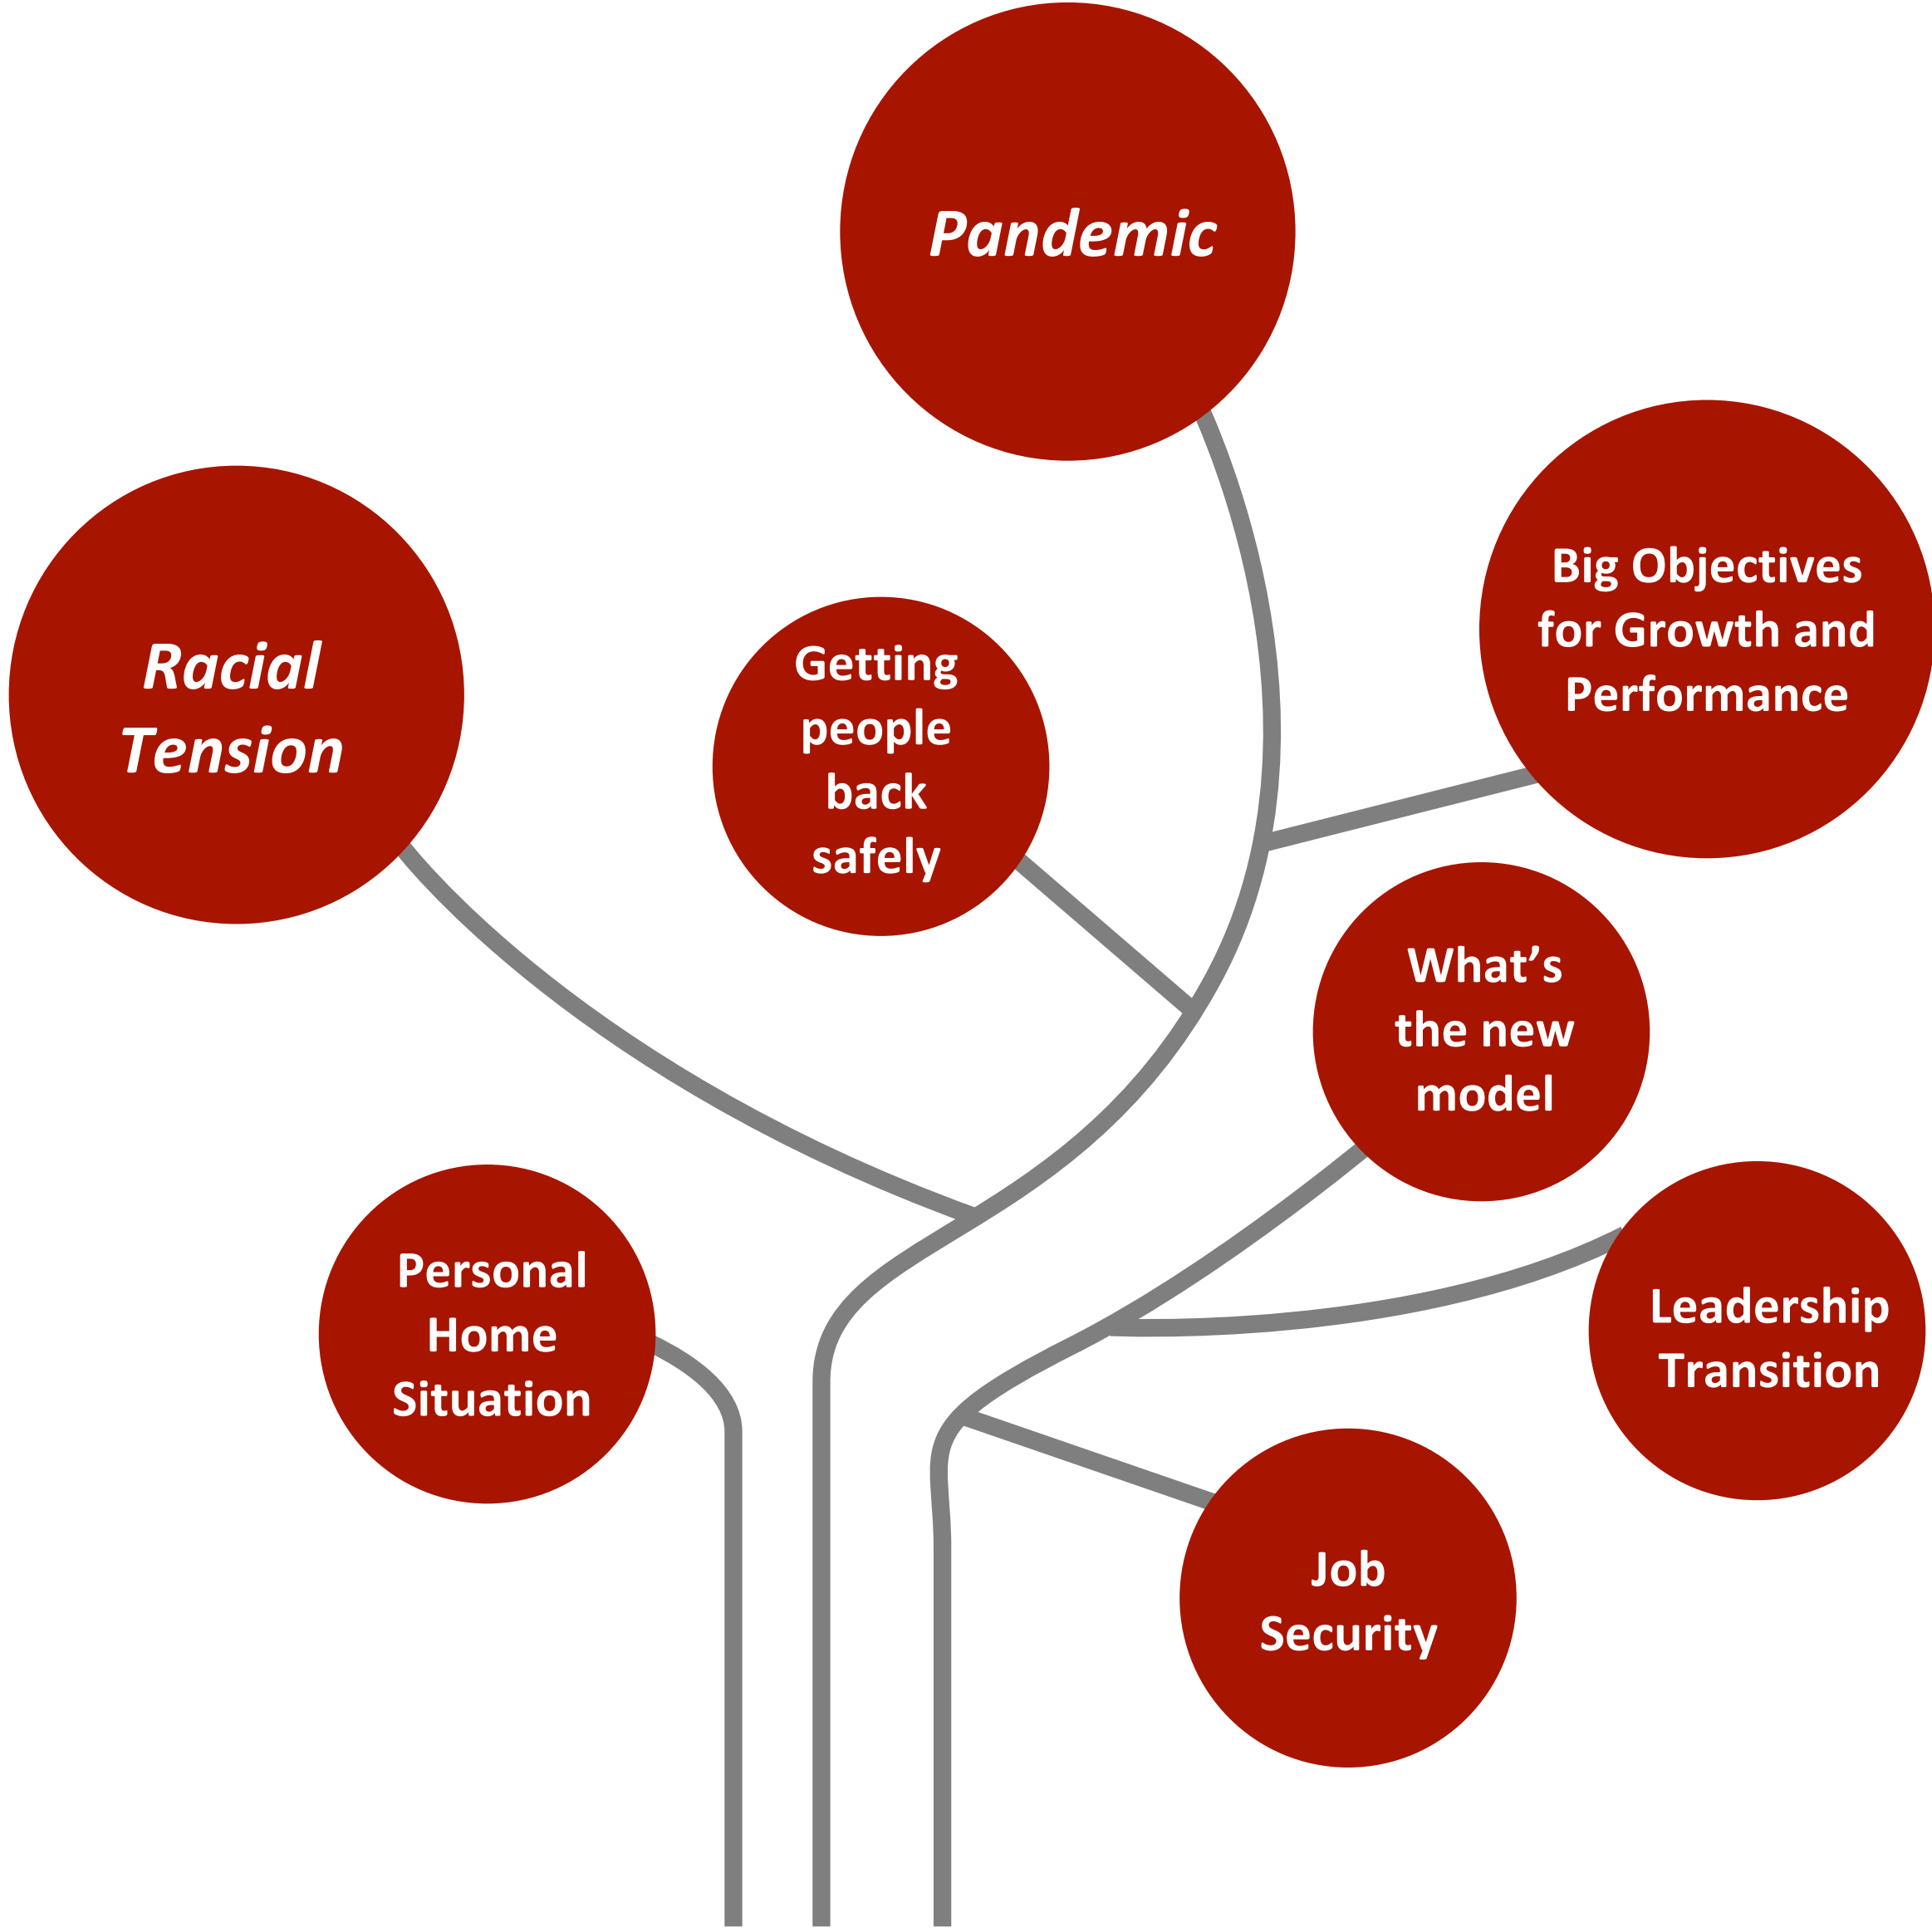 Pandemic
Racial
Tension
Getting
people
back
safely
Big Objectives
for Growth and
Performance
What’s
the new
model
Personal
Home
Situation
Leadership
Transition
Job
Security